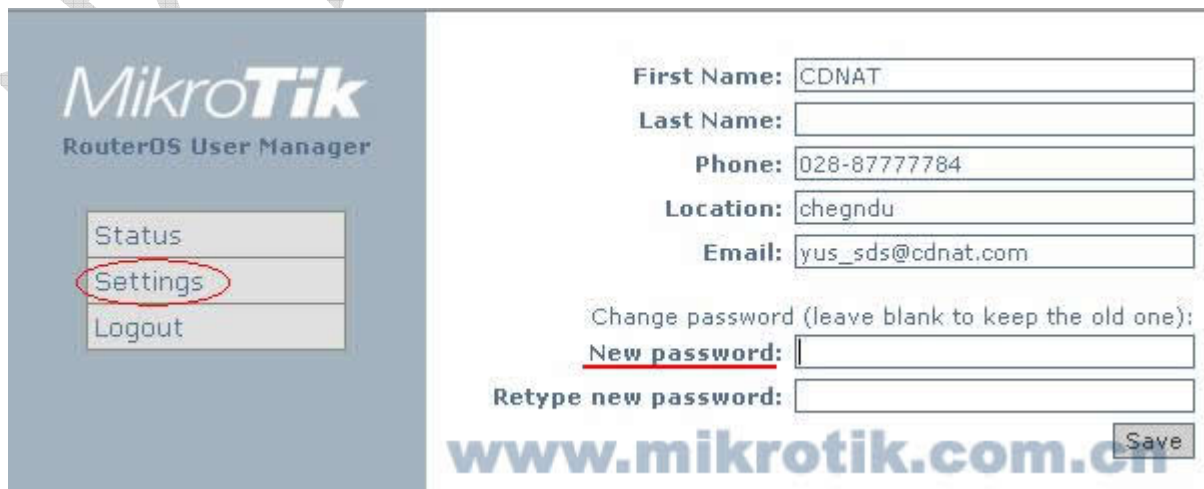 MikroTik
RouterOS User Manager
Status
Settings
Logout
First Name: CDNAT
Last Name:
Phone: 028-87777784
Location: chegndu
Email: yus_sds@cdnat.com
Change password (leave blank to keep the old one):
New password:
Retype new password:
Save
www.mikrotik.com.cn